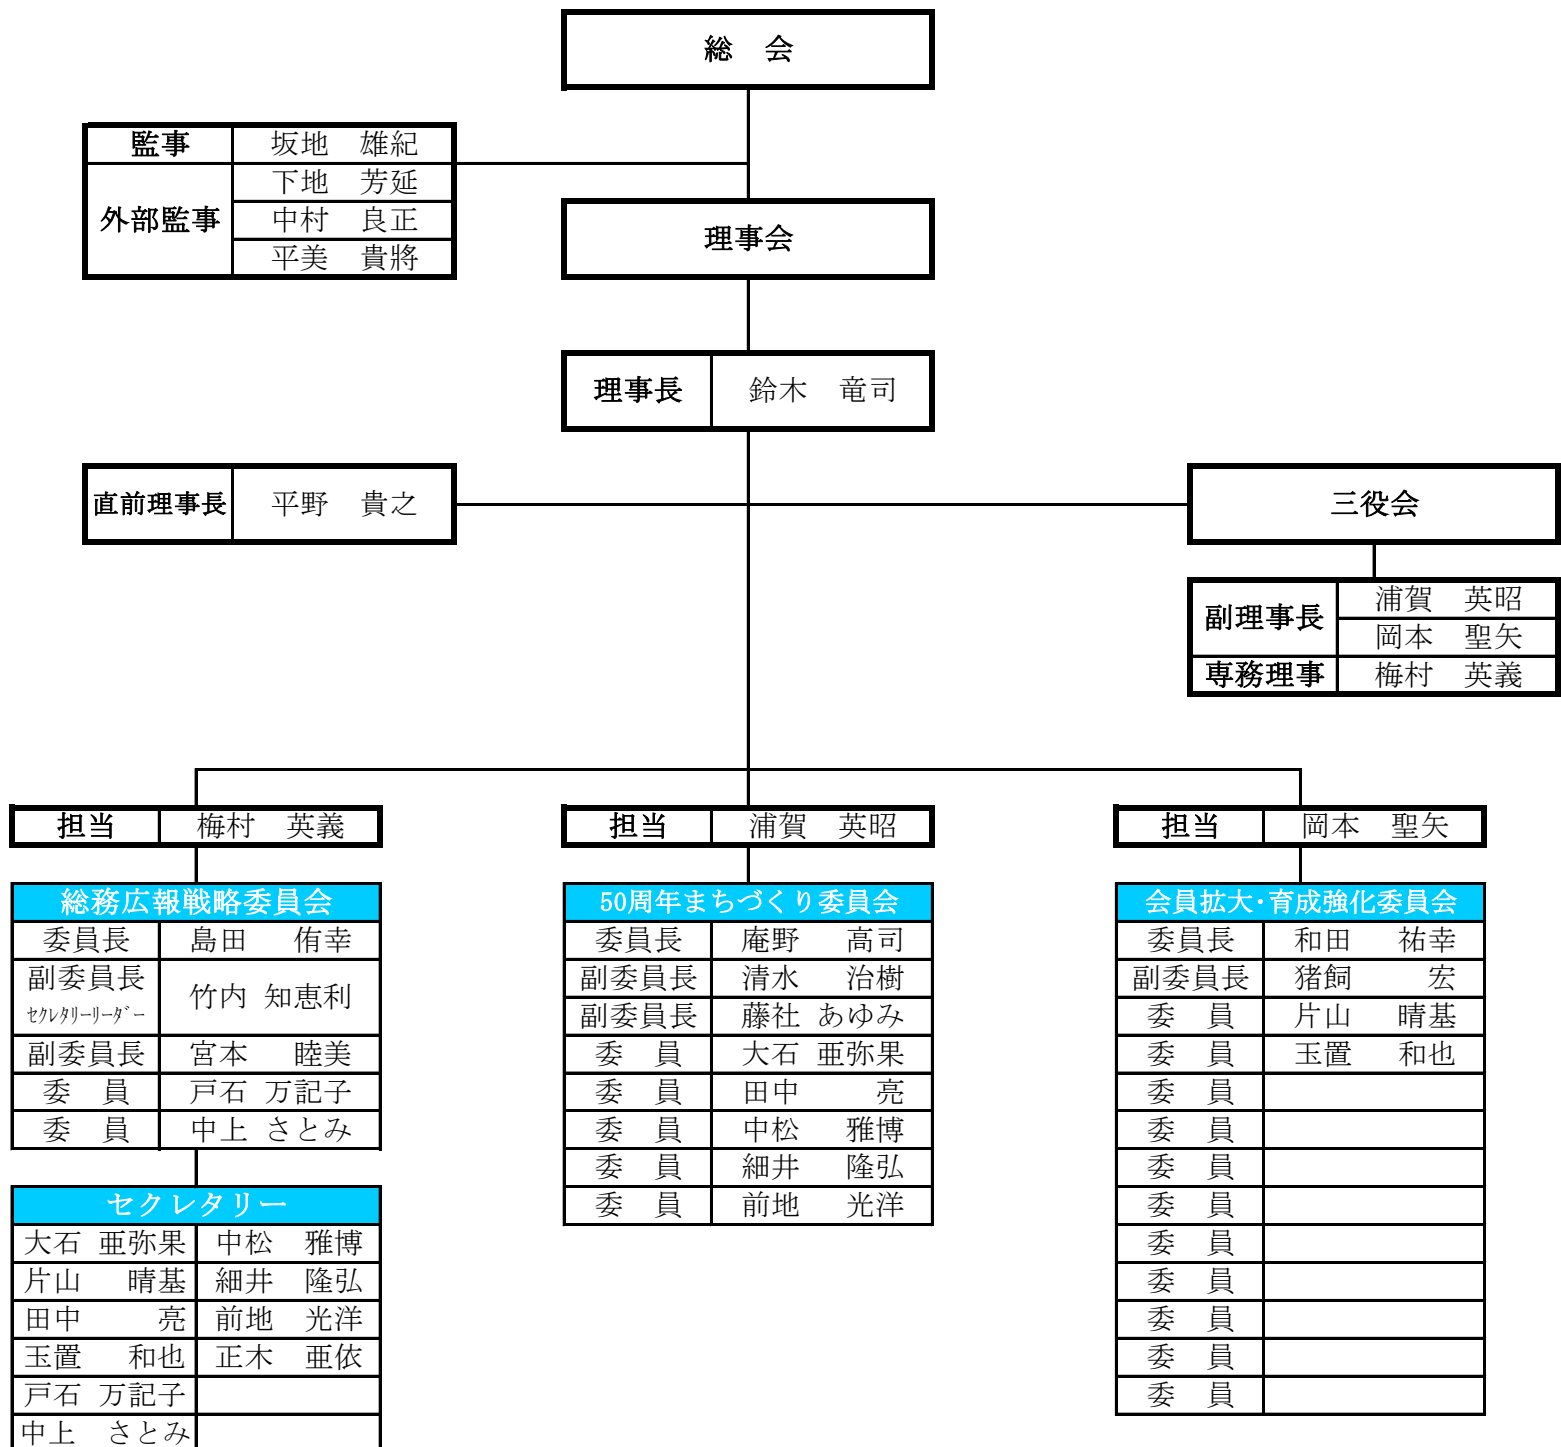 総　会
監事　坂地　雄紀
外部監事　下地　芳延
中村　良正
平美　貴將
理事会
理事長　鈴木　竜司
直前理事長　平野　貴之
三役会
副理事長　浦賀　英昭
岡本　聖矢
専務理事　梅村　英義
担当　梅村　英義
総務広報戦略委員会
委員長　島田　侑幸
副委員長　ｾｸﾚﾀﾘｰﾘｰﾀﾞｰ　竹内　知恵利
副委員長　宮本　睦美
委　員　戸石　万記子
委　員　中上　さとみ
セクレタリー
大石　亜弥果　中松　雅博
片山　晴基　細井　隆弘
田中　亮　前地　光洋
玉置　和也　正木　亜依
戸石　万記子
中上　さとみ
担当　浦賀　英昭
50周年まちづくり委員会
委員長　庵野　高司
副委員長　清水　治樹
副委員長　藤社　あゆみ
委　員　大石　亜弥果
委　員　田中　亮
委　員　中松　雅博
委　員　細井　隆弘
委　員　前地　光洋
担当　岡本　聖矢
会員拡大･育成強化委員会
委員長　和田　祐幸
副委員長　猪飼　宏
委　員　片山　晴基
委　員　玉置　和也
委　員
委　員
委　員
委　員
委　員
委　員
委　員
委　員
委　員